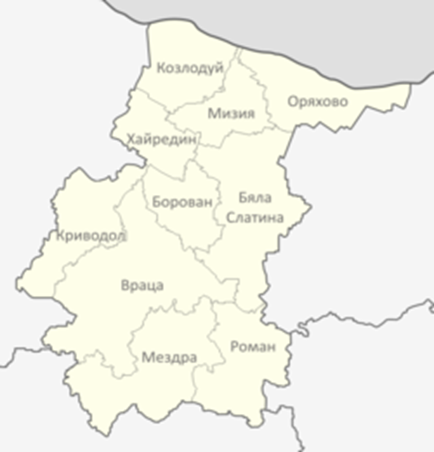 Козлодуй
Оряхово
Мизия
Хайредин
Бяла
Слатина
Борован
Криводол
Враца
Роман
Мездра